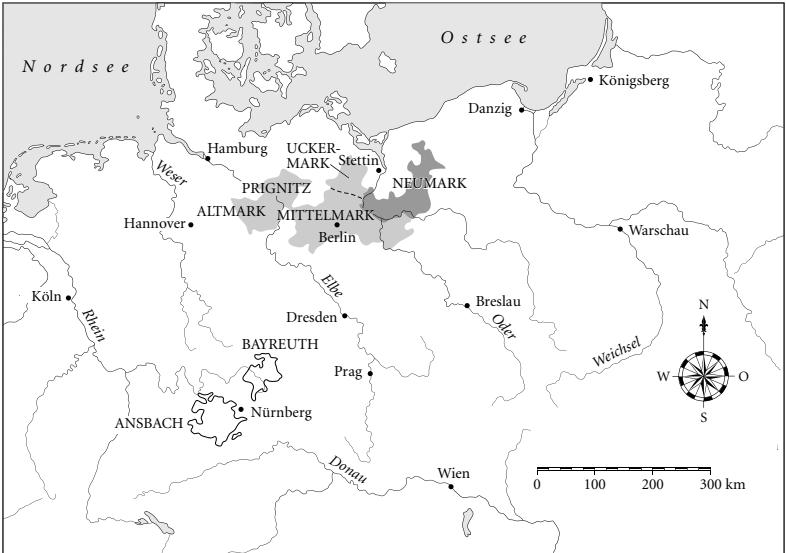 Nordsee
Ostsee
Königsberg
Danzig
Hamburg
UCKER-
MARK
Stettin
Weser
PRIGNITZ
NEUMARK
ALTMARK
MITTELMARK
Hannover
Berlin
Warschau
Köln
Rhein
Elbe
Dresden
Breslau
Oder
Weichsel
BAYREUTH
Prag
ANSBACH
Nürnberg
N
W
O
S
Donau
Wien
0 100 200 300 km